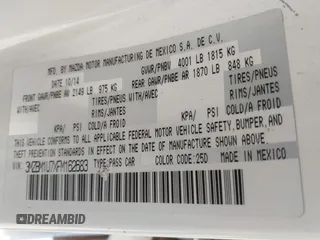 MFD. BY MAZDA MOTOR MANUFACTURING DE MEXICO S.A. DE C.V.
DATE 10/14 GVWR/PNBV 4001 LB 1815 KG
FRONT GAWR/PNBE AV 2149 LB 975 KG REAR GAWR/PNBE AR 1870 LB 848 KG
WITH/AVEC TIRES/PNEUS WITH/AVEC TIRES/PNEUS
RIMS/JANTES RIMS/JANTES
KPA/ PSI COLD/A FROID KPA/ PSI COLD/A FROID
THIS VEHICLE CONFORMS TO ALL APPLICABLE FEDERAL MOTOR VEHICLE SAFETY, BUMPER, AND
THEFT PREVENTION STANDARDS IN EFFECT ON THE DATE OF MANUFACTURE SHOWN ABOVE.
VIN: TYPE: PASS CAR COLOR: 25D MADE IN MEXICO
AUTOHELPERBOT